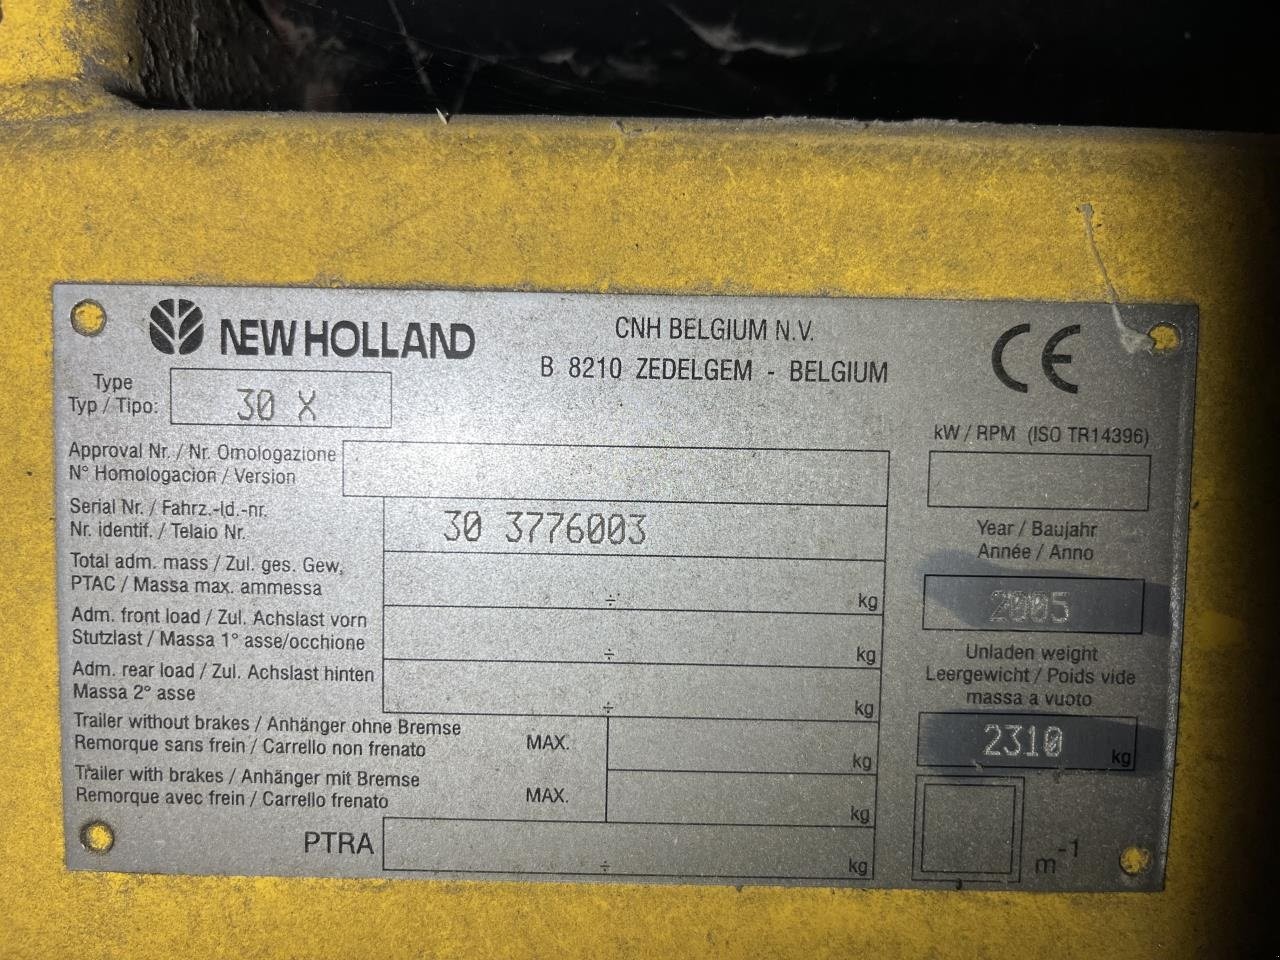 NEW HOLLAND
CNH BELGIUM N.V.
B 8210 ZEDELGEM - BELGIUM
CE
Type
Typ / Tipo:
30 X
Approval Nr. / Nr. Omologazione
N° Homologacion / Version
kW / RPM (ISO TR14396)
Serial Nr. / Fahrz.-Id.-nr.
Nr. identif. / Telaio Nr.
30 3776003
Year / Baujahr
Année / Anno
2005
Total adm. mass / Zul. ges. Gew.
PTAC / Massa max. ammessa
÷ kg
Adm. front load / Zul. Achslast vorn
Stutzlast / Massa 1° asse/occhione
÷ kg
Unladen weight
Leergewicht / Poids vide
massa a vuoto
2310 kg
Adm. rear load / Zul. Achslast hinten
Massa 2° asse
÷ kg
Trailer without brakes / Anhänger ohne Bremse
Remorque sans frein / Carrello non frenato
MAX. kg
Trailer with brakes / Anhänger mit Bremse
Remorque avec frein / Carrello frenato
MAX. kg
PTRA ÷ kg
m-1